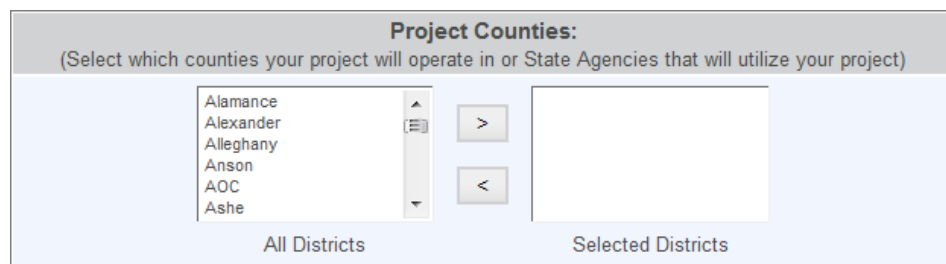 Project Counties:
(Select which counties your project will operate in or State Agencies that will utilize your project)
Alamance
Alexander
Alleghany
Anson
AOC
Ashe
>
<
All Districts
Selected Districts